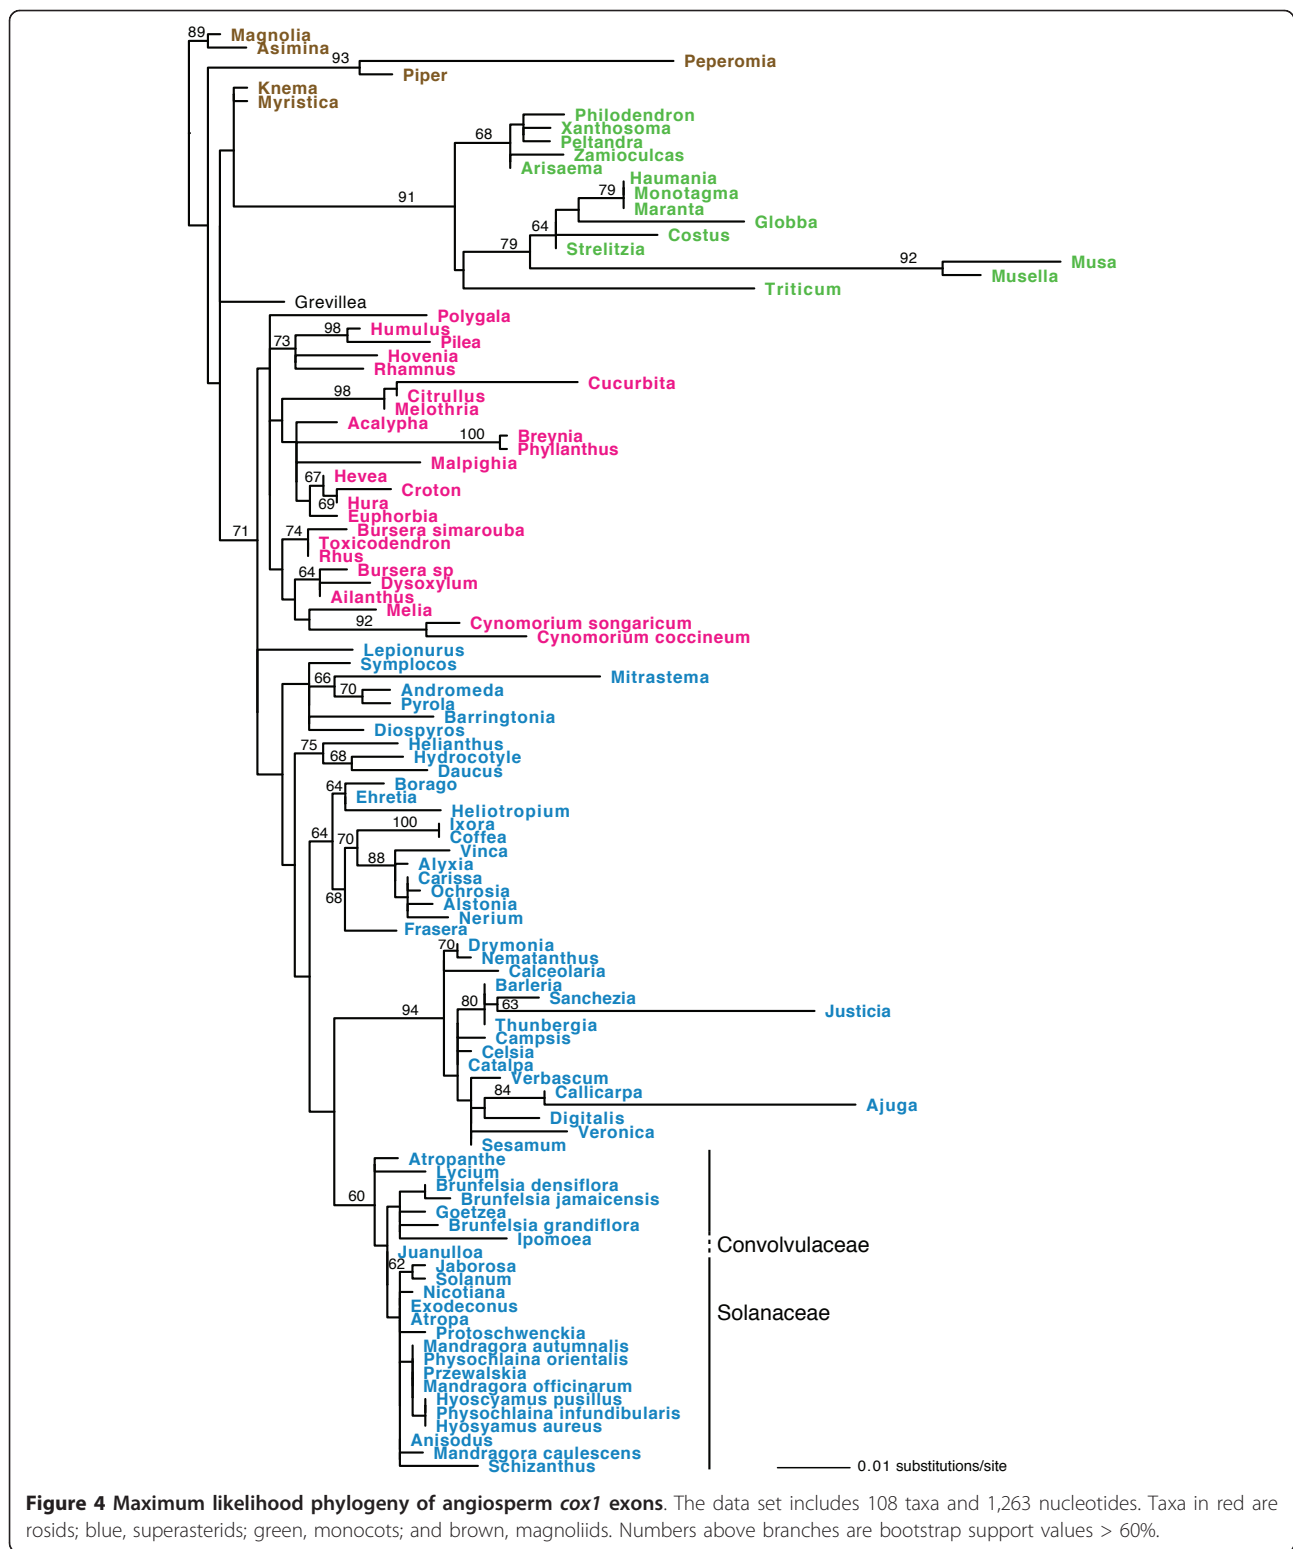 89
Magnolia
Asimina
93
Peperomia
Piper
Knema
Myristica
Philodendron
68
Xanthosoma
Peltandra
Zamioculcas
Arisaema
Haumania
79
Monotagma
91
Maranta
Globba
64
Costus
79
Strelitzia
92
Musa
Musella
Triticum
Grevillea
Polygala
98
Humulus
73
Pilea
Hovenia
Rhamnus
Cucurbita
98
Citrullus
Melothria
Acalypha
100
Breynia
Phyllanthus
Malpighia
67
Hevea
Croton
69
Hura
Euphorbia
71
74
Bursera simarouba
Toxicodendron
Rhus
64
Bursera sp
Dysoxylum
Ailanthus
Melia
92
Cynomorium songaricum
Cynomorium coccineum
Lepionurus
Symplocos
66
Mitrastema
70
Andromeda
Pyrola
Barringtonia
Diospyros
75
Helianthus
68
Hydrocotyle
Daucus
64
Borago
Ehretia
Heliotropium
100
Ixora
64
70
Coffea
88
Vinca
Alyxia
Carissa
Ochrosia
68
Alstonia
Nerium
Frasera
70
Drymonia
Nematanthus
Calceolaria
Barleria
80
63
Sanchezia
94
Justicia
Thunbergia
Campsis
Celsia
Catalpa
Verbascum
84
Callicarpa
Ajuga
Digitalis
Veronica
Sesamum
Atropanthe
Lycium
60
Brunfelsia densiflora
Brunfelsia jamaicensis
Goetzea
Brunfelsia grandiflora
Ipomoea
Convolvulaceae
Juanulloa
62
Jaborosa
Solanum
Nicotiana
Exodeconus
Solanaceae
Atropa
Protoschwenckia
Mandragora autumnalis
Physochlaina orientalis
Przewalskia
Mandragora officinarum
Hyoscyamus pusillus
Physochlaina infundibularis
Hyosyamus aureus
Anisodus
Mandragora caulescens
Schizanthus
0.01 substitutions/site
Figure 4 Maximum likelihood phylogeny of angiosperm cox1 exons. The data set includes 108 taxa and 1,263 nucleotides. Taxa in red are
rosids; blue, superasterids; green, monocots; and brown, magnoliids. Numbers above branches are bootstrap support values > 60%.